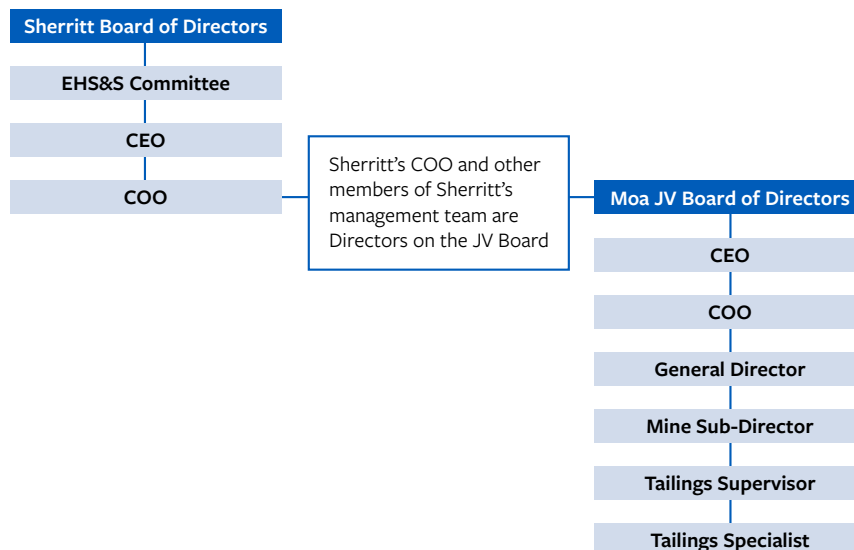 Sherritt Board of Directors
EHS&S Committee
CEO
COO
Sherritt’s COO and other
members of Sherritt’s
management team are
Directors on the JV Board
Moa JV Board of Directors
CEO
COO
General Director
Mine Sub-Director
Tailings Supervisor
Tailings Specialist